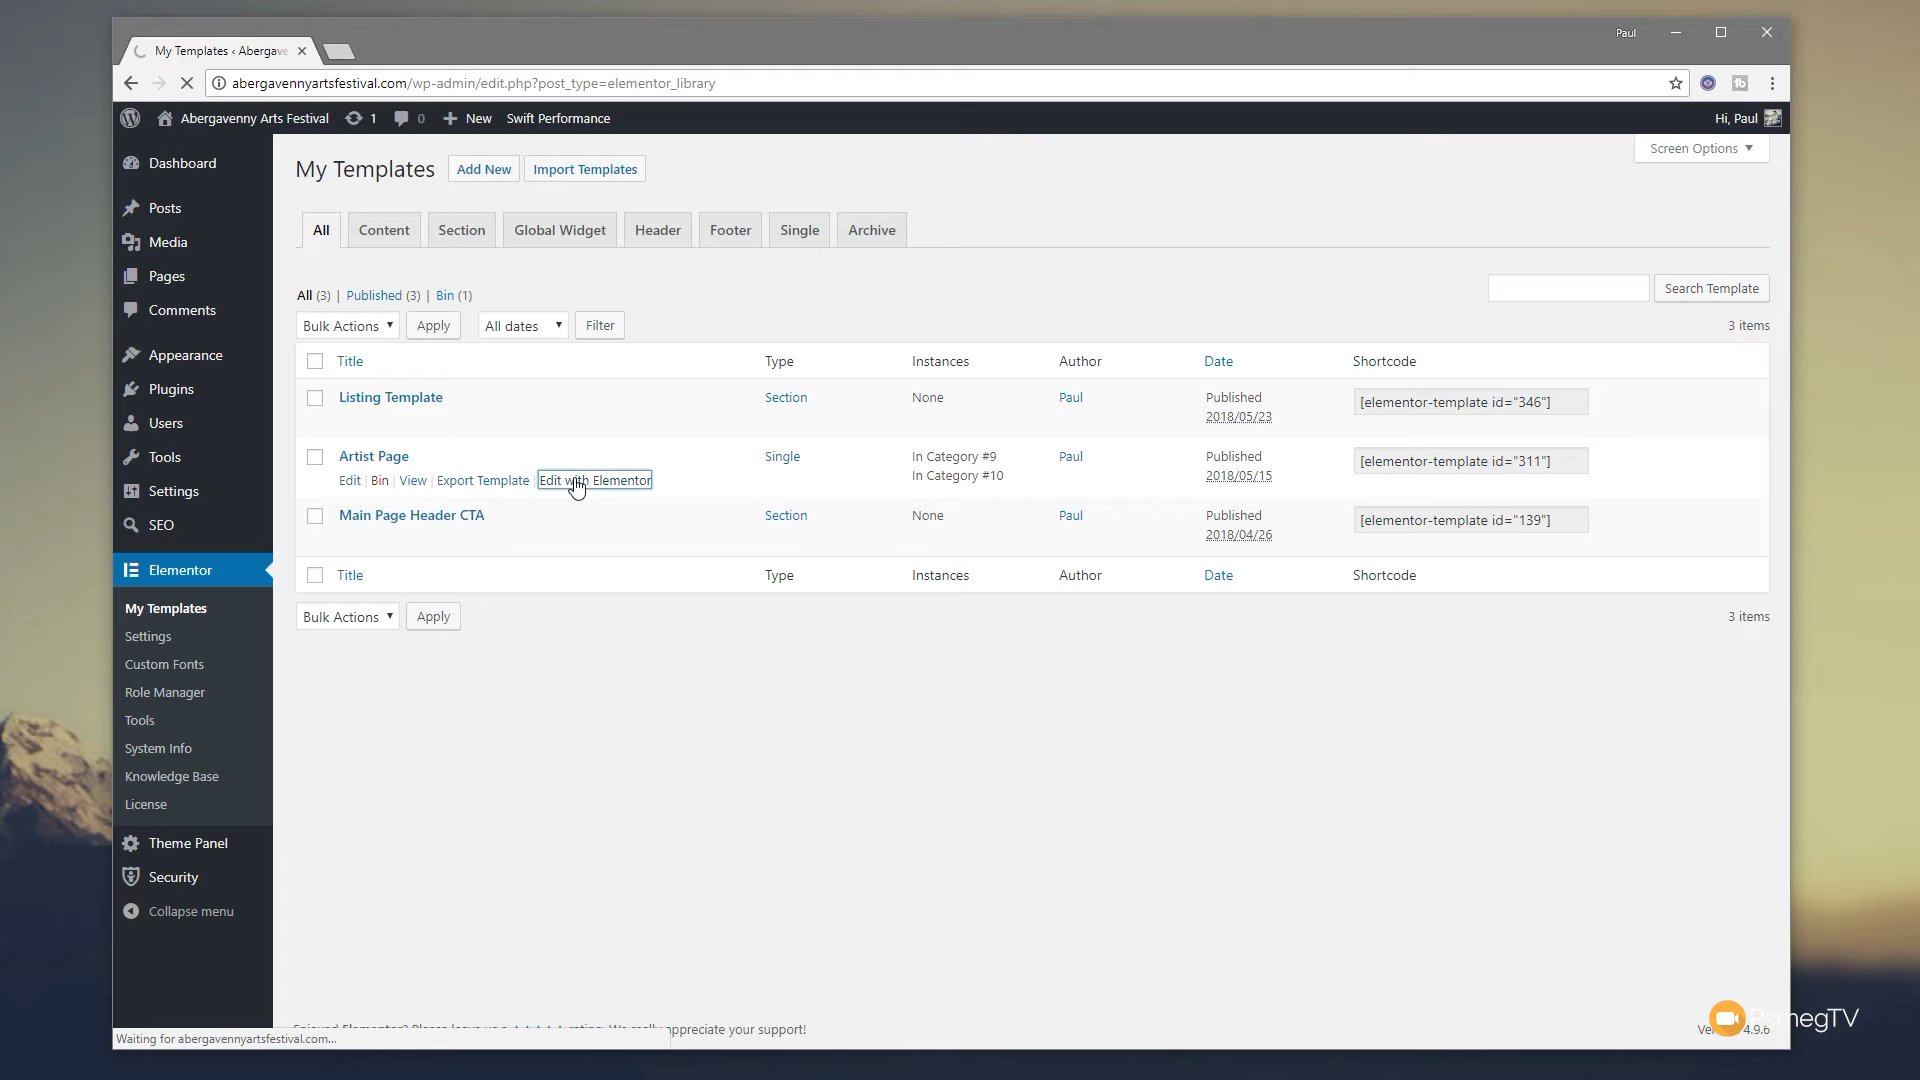 Paul
My Templates ‹ Abergave
abergavennyartsfestival.com/wp-admin/edit.php?post_type=elementor_library
Abergavenny Arts Festival 1 0 New Swift Performance Hi, Paul
Screen Options
My Templates Add New Import Templates
All Content Section Global Widget Header Footer Single Archive
All (3) | Published (3) | Bin (1)
Search Template
Bulk Actions Apply All dates Filter 3 items
Title Type Instances Author Date Shortcode
Listing Template Section None Paul Published [elementor-template id="346"]
2018/05/23
Artist Page Single In Category #9 Paul Published [elementor-template id="311"]
In Category #10 2018/05/15
Edit | Bin | View | Export Template | Edit with Elementor
Main Page Header CTA Section None Paul Published [elementor-template id="139"]
2018/04/26
Title Type Instances Author Date Shortcode
Bulk Actions Apply 3 items
Dashboard
Posts
Media
Pages
Comments
Appearance
Plugins
Users
Tools
Settings
SEO
Elementor
My Templates
Settings
Custom Fonts
Role Manager
Tools
System Info
Knowledge Base
License
Theme Panel
Security
Collapse menu
appreciate your support!
4.9.6
Waiting for abergavennyartsfestival.com...
PsmegTV